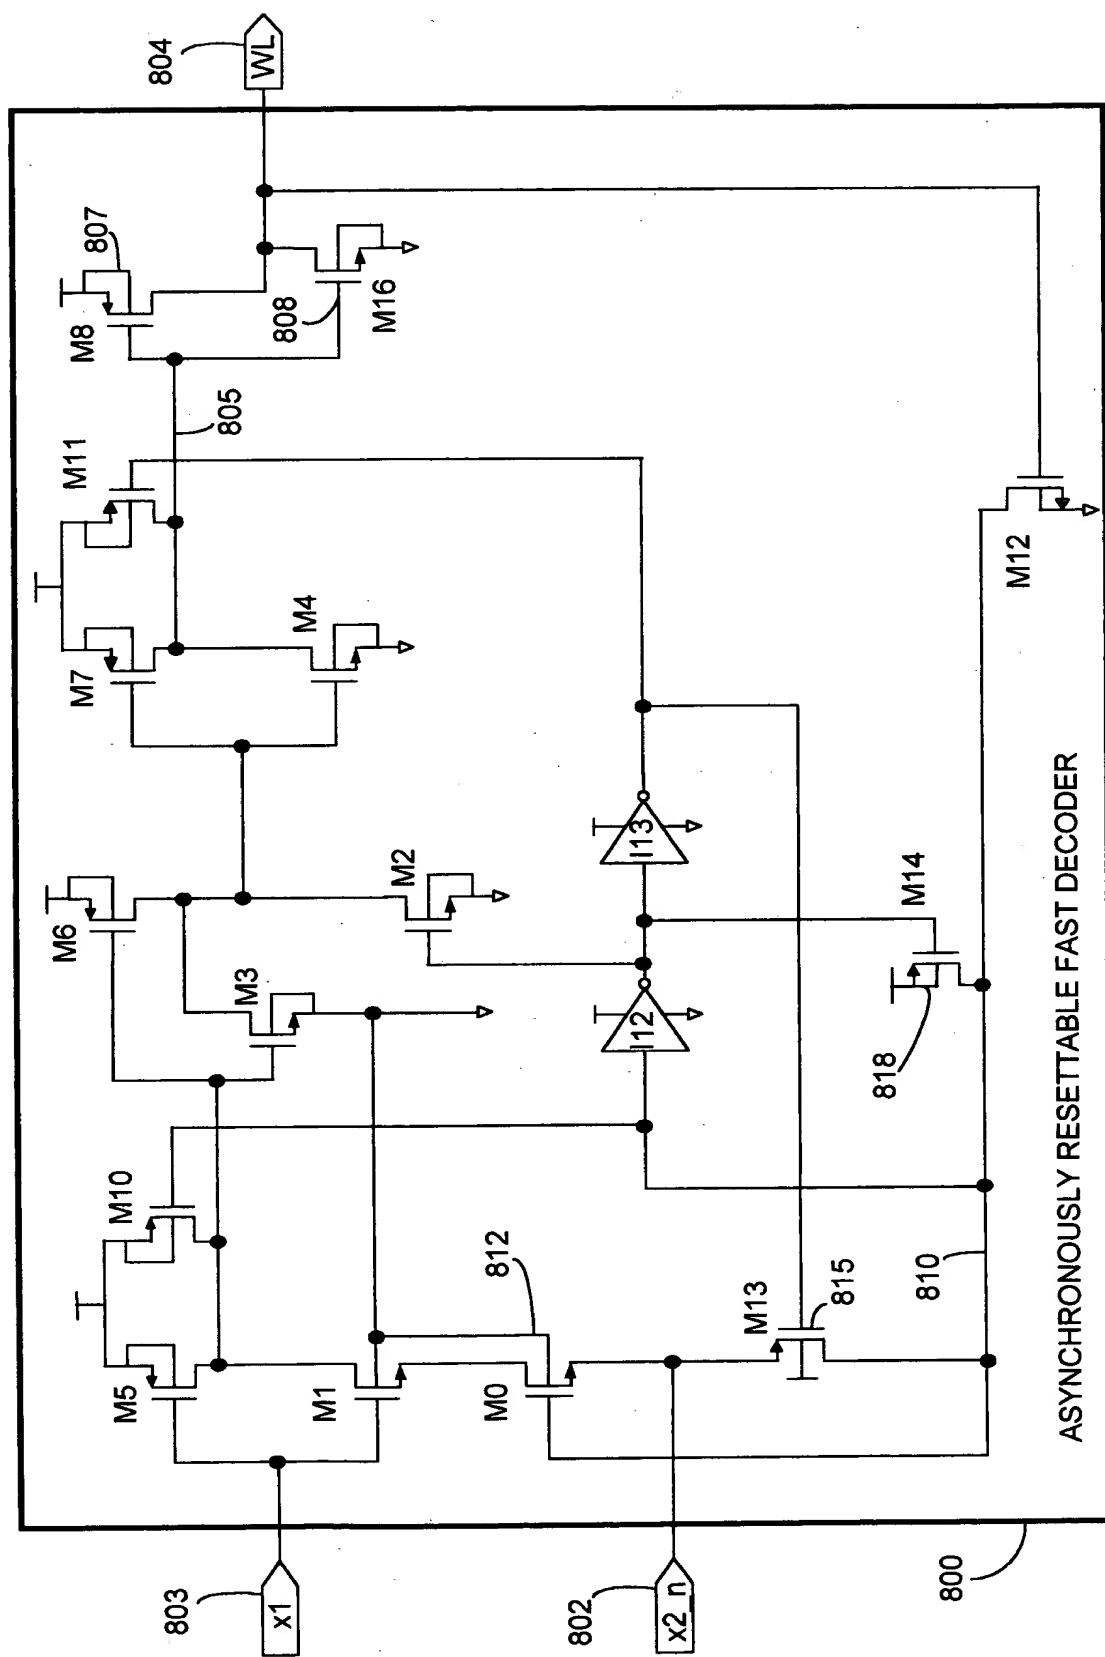 804
WL
807
M8
808
M16
805
M11
M7
M4
M6
M3
M2
I13
I12
M14
818
M12
M10
M5
M1
812
M0
M13
815
810
803
x1
802
x2_n
800
ASYNCHRONOUSLY RESETTABLE FAST DECODER